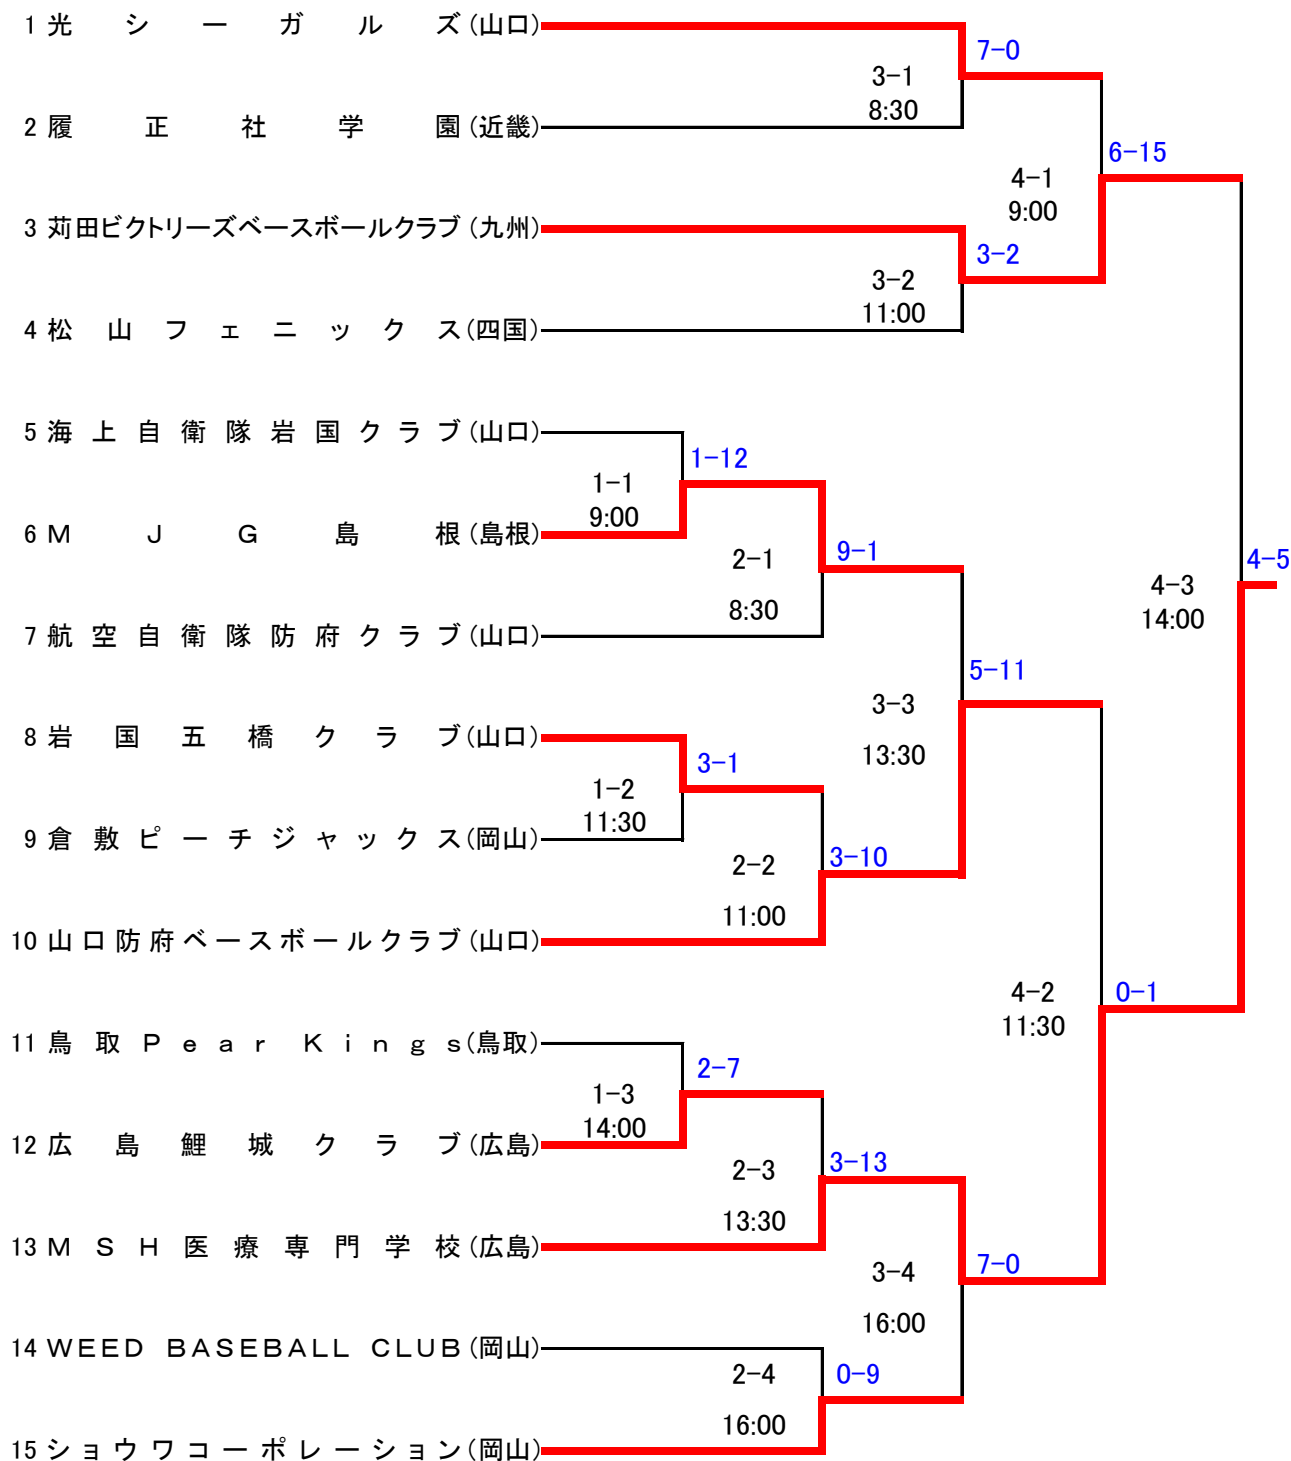 1 光シーガルズ(山口)
7-0
3-1
8:30
2 履正社学園(近畿)
6-15
4-1
9:00
3 苅田ビクトリーズベースボールクラブ(九州)
3-2
3-2
11:00
4 松山フェニックス(四国)
5 海上自衛隊岩国クラブ(山口)
1-12
1-1
9:00
6 MJG島根(島根)
9-1
2-1
8:30
4-5
4-3
14:00
7 航空自衛隊防府クラブ(山口)
5-11
3-3
13:30
8 岩国五橋クラブ(山口)
3-1
1-2
11:30
9 倉敷ピーチジャックス(岡山)
3-10
2-2
11:00
10 山口防府ベースボールクラブ(山口)
0-1
4-2
11:30
11 鳥取Pear Kings(鳥取)
2-7
1-3
14:00
12 広島鯉城クラブ(広島)
3-13
2-3
13:30
13 MSH医療専門学校(広島)
7-0
3-4
16:00
14 WEED BASEBALL CLUB(岡山)
0-9
2-4
16:00
15 ショウワコーポレーション(岡山)